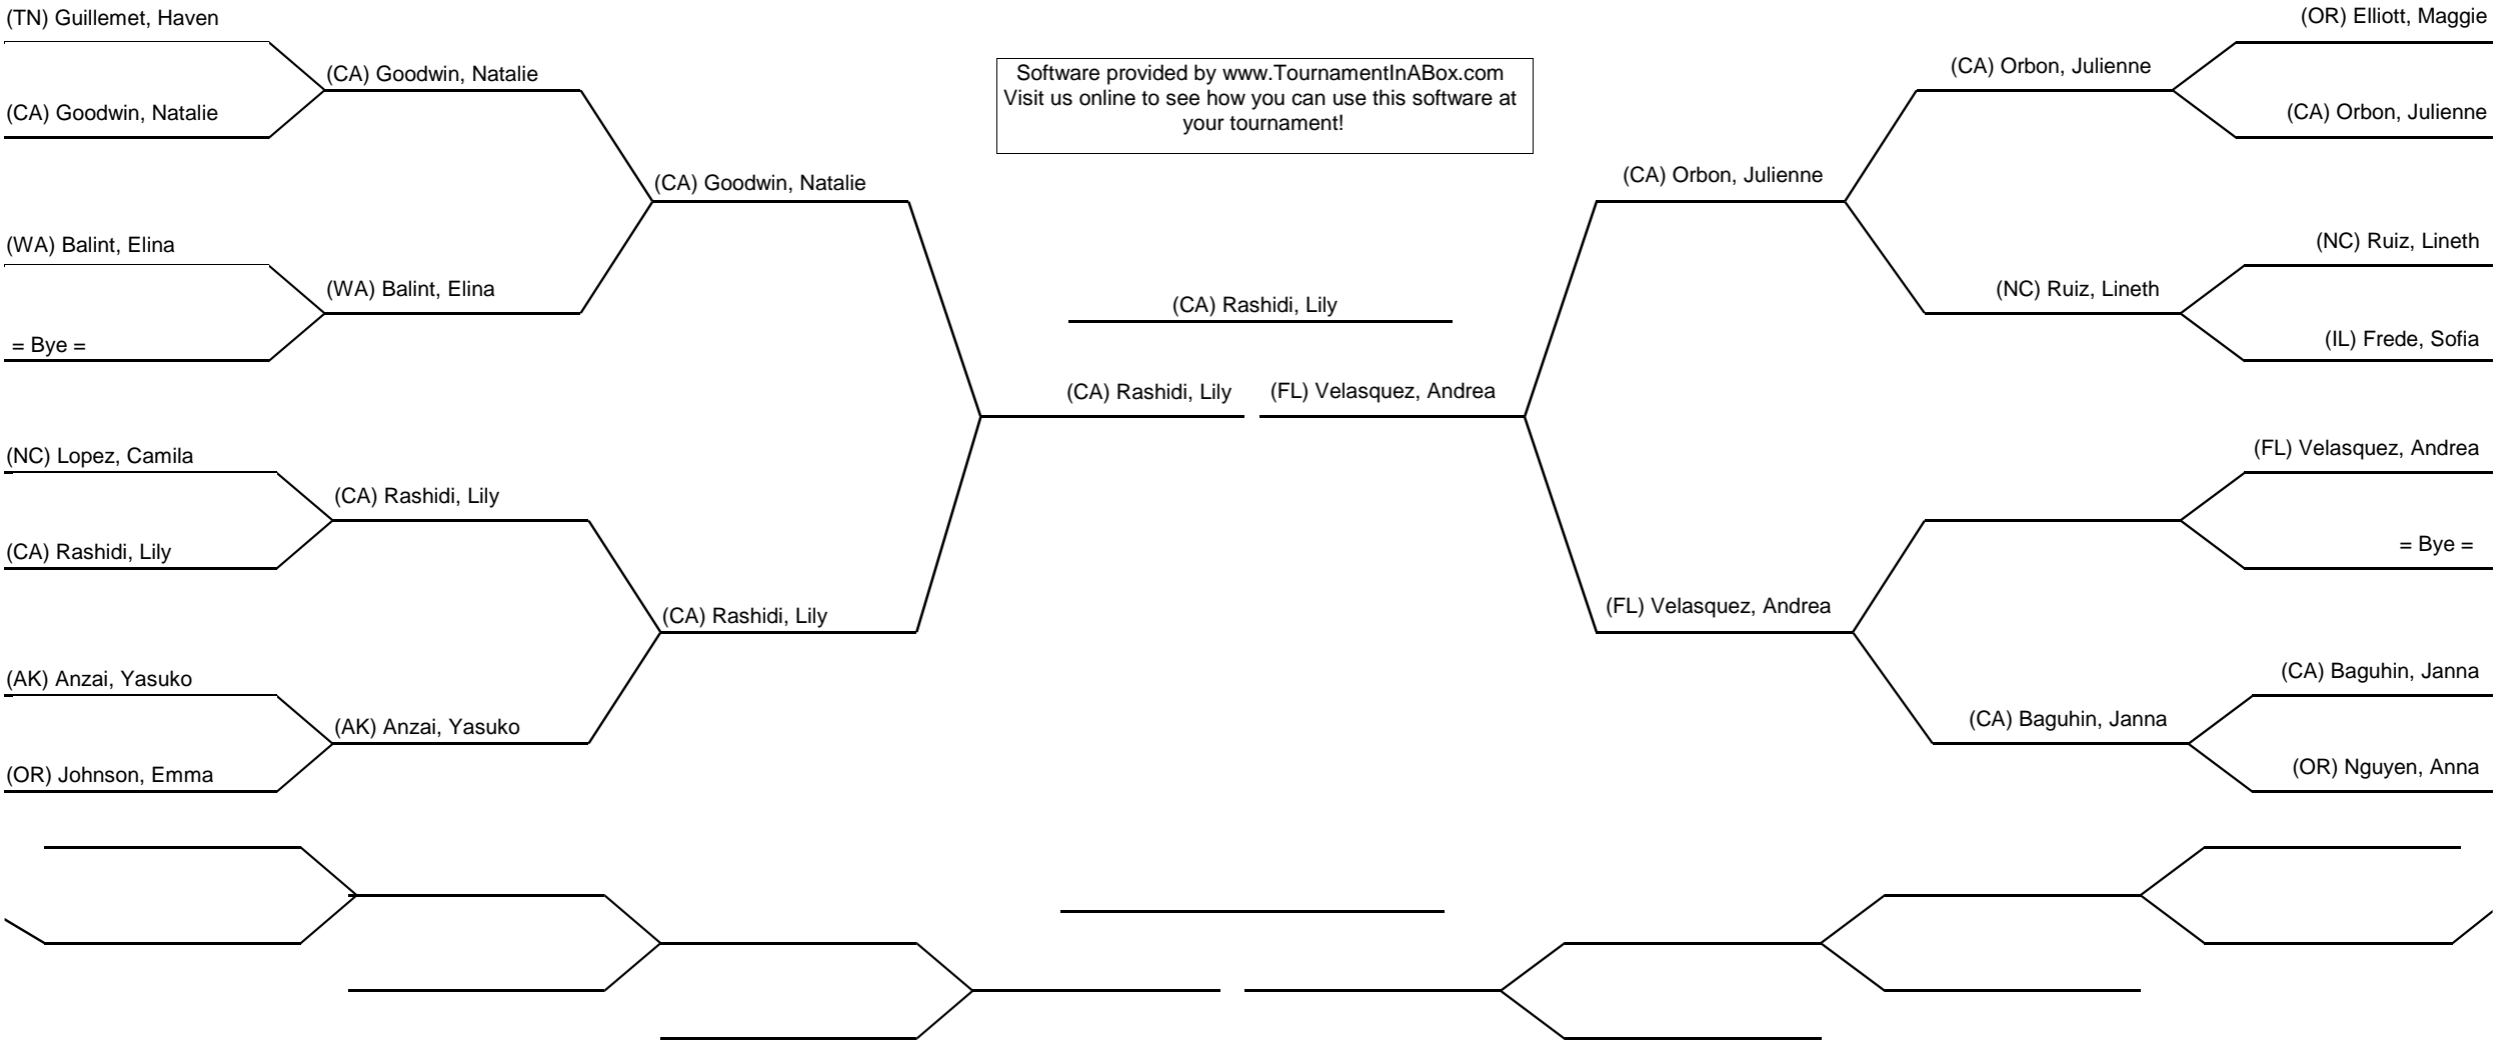 (TN) Guillemet, Haven
(CA) Goodwin, Natalie
(CA) Goodwin, Natalie
(CA) Goodwin, Natalie
(WA) Balint, Elina
(WA) Balint, Elina
= Bye =
(NC) Lopez, Camila
(CA) Rashidi, Lily
(CA) Rashidi, Lily
(CA) Rashidi, Lily
(AK) Anzai, Yasuko
(AK) Anzai, Yasuko
(OR) Johnson, Emma
Software provided by www.TournamentInABox.com
Visit us online to see how you can use this software at
your tournament!
(CA) Rashidi, Lily
(CA) Rashidi, Lily
(FL) Velasquez, Andrea
(OR) Elliott, Maggie
(CA) Orbon, Julienne
(CA) Orbon, Julienne
(CA) Orbon, Julienne
(NC) Ruiz, Lineth
(NC) Ruiz, Lineth
(IL) Frede, Sofia
(FL) Velasquez, Andrea
= Bye =
(FL) Velasquez, Andrea
(CA) Baguhin, Janna
(CA) Baguhin, Janna
(OR) Nguyen, Anna